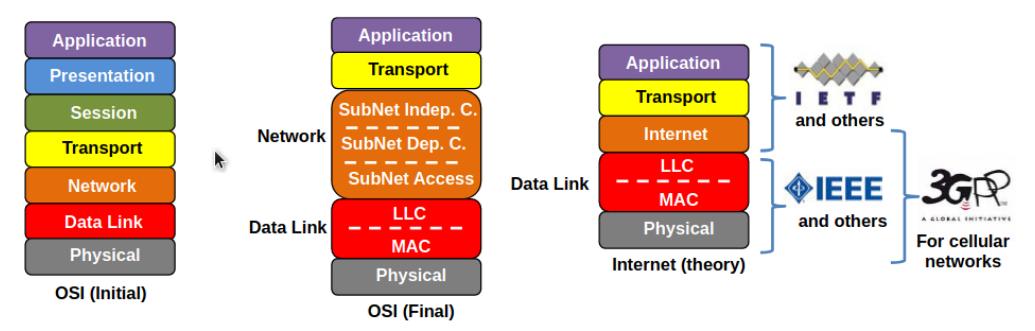 Application
Presentation
Session
Transport
Network
Data Link
Physical
OSI (Initial)
Application
Transport
Network
SubNet Indep. C.
SubNet Dep. C.
SubNet Access
Data Link
LLC
MAC
Physical
OSI (Final)
Application
Transport
Internet
Data Link
LLC
MAC
Physical
Internet (theory)
IETF
and others
IEEE
and others
3GPP
A GLOBAL INITIATIVE
For cellular
networks